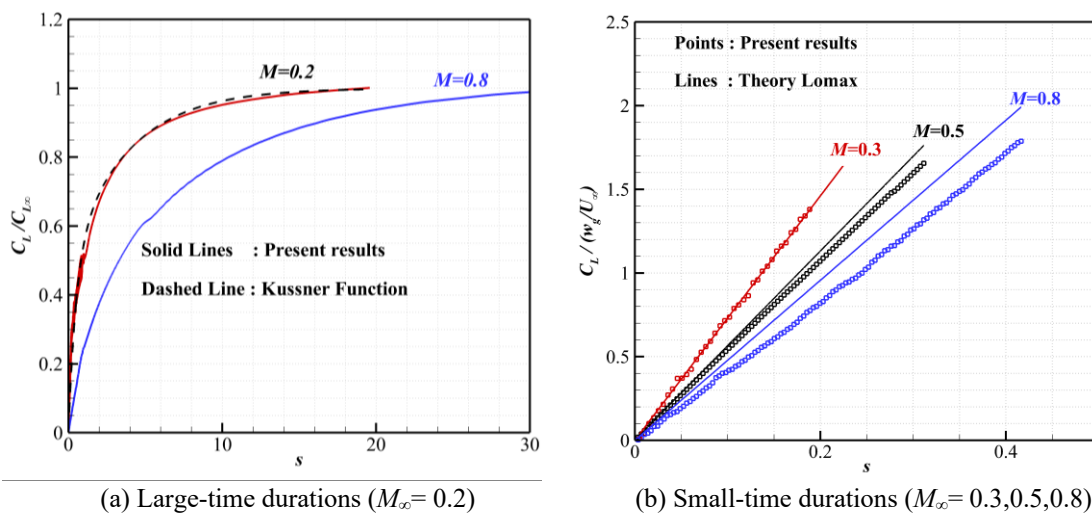 1.2
1
0.8
0.6
0.4
0.2
0
C_L/C_L∞
M=0.2
M=0.8
Solid Lines : Present results
Dashed Line : Kussner Function
0 10 20 30
s
(a) Large-time durations (M∞= 0.2)
2.5
2
1.5
1
0.5
0
C_L/(w_g/U_∞)
Points : Present results
Lines : Theory Lomax
M=0.8
M=0.5
M=0.3
0.2 0.4
s
(b) Small-time durations (M∞= 0.3,0.5,0.8)